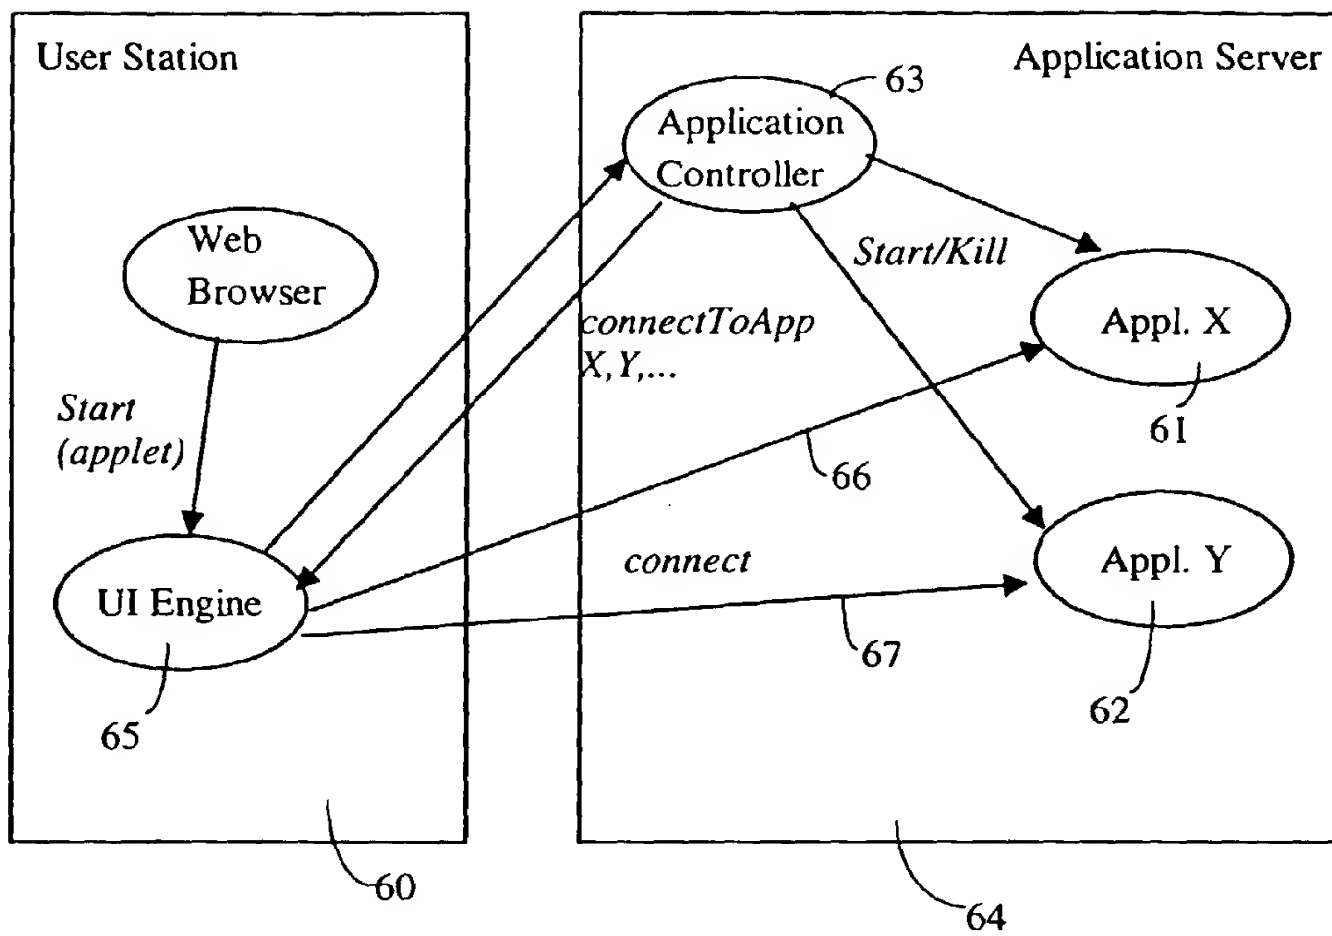 User Station
Application Server
63
Application
Controller
Web
Browser
Start/Kill
connectToApp
X,Y,...
Appl. X
61
Start
(applet)
66
connect
Appl. Y
UI Engine
67
62
65
60
64